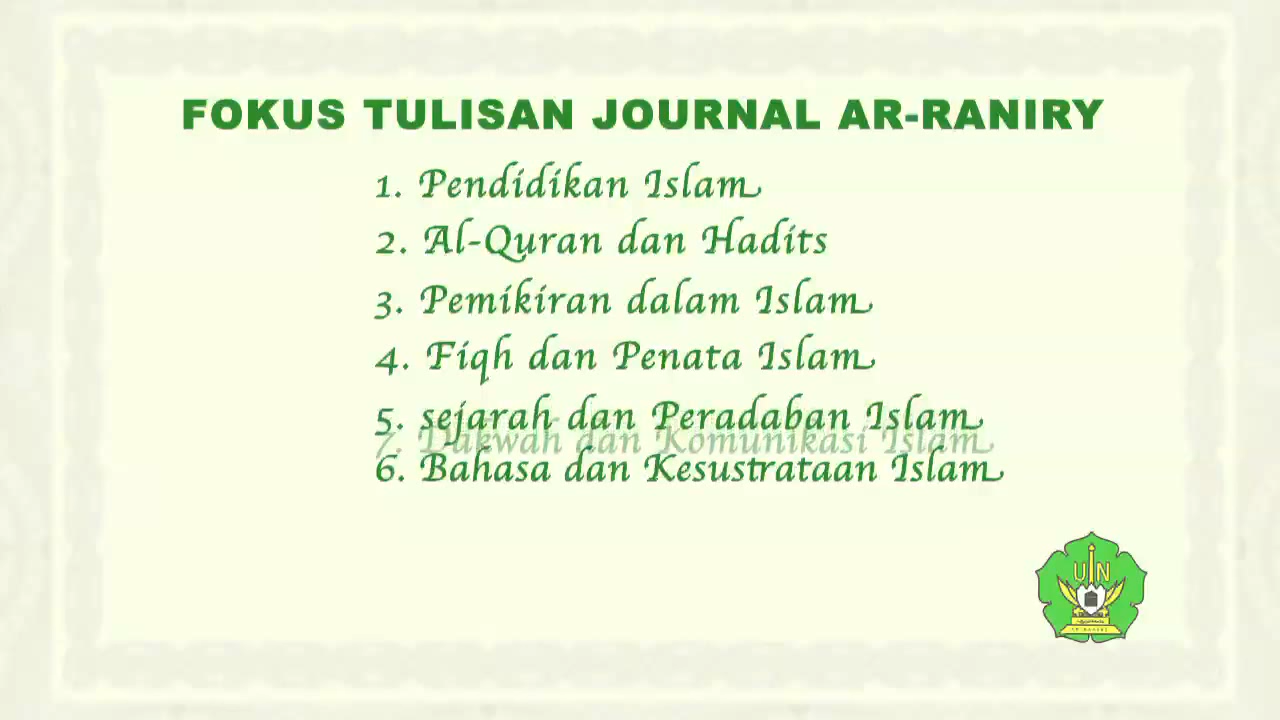 FOKUS TULISAN JOURNAL AR-RANIRY
1. Pendidikan Islam
2. Al-Quran dan Hadits
3. Pemikiran dalam Islam
4. Fiqh dan Penata Islam
5. sejarah dan Peradaban Islam
7. Dakwah dan Komunikasi Islam
6. Bahasa dan Kesustrataan Islam
UIN
AR-RANIRY